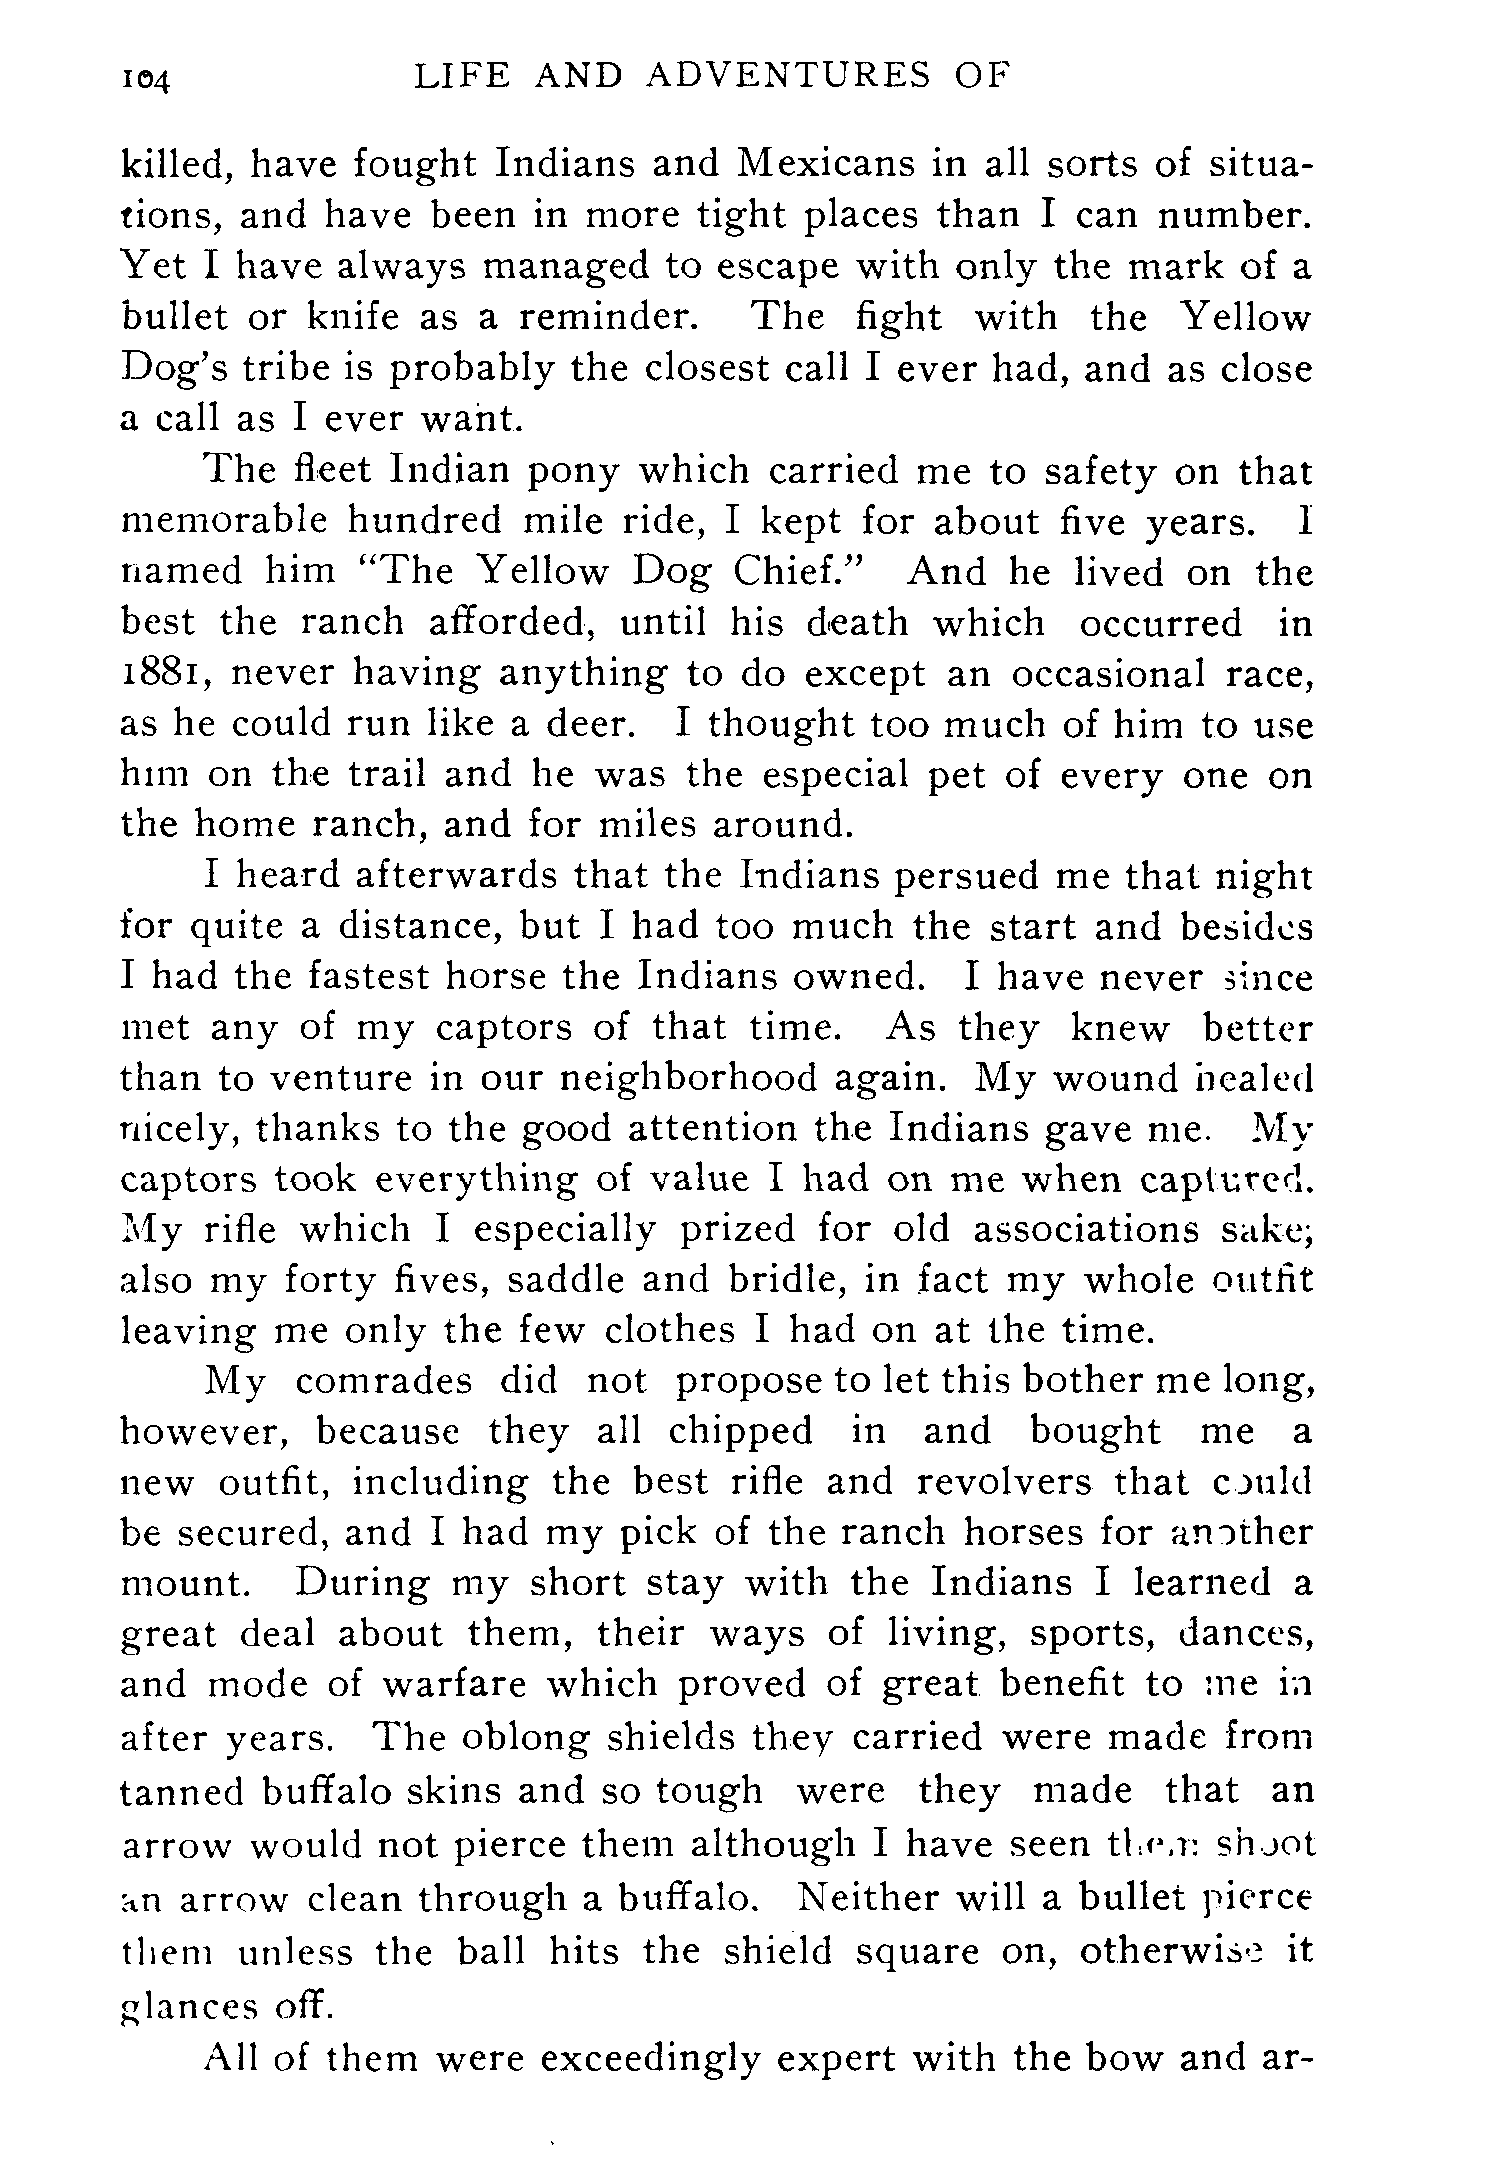 104 LIFE AND ADVENTURES OF
killed, have fought Indians and Mexicans in all sorts of situa-
tions, and have been in more tight places than I can number.
Yet I have always managed to escape with only the mark of a
bullet or knife as a reminder. The fight with the Yellow
Dog's tribe is probably the closest call I ever had, and as close
a call as I ever want.
The fleet Indian pony which carried me to safety on that
memorable hundred mile ride, I kept for about five years. I
named him "The Yellow Dog Chief." And he lived on the
best the ranch afforded, until his death which occurred in
1881, never having anything to do except an occasional race,
as he could run like a deer. I thought too much of him to use
him on the trail and he was the especial pet of every one on
the home ranch, and for miles around.
I heard afterwards that the Indians persued me that night
for quite a distance, but I had too much the start and besides
I had the fastest horse the Indians owned. I have never since
met any of my captors of that time. As they knew better
than to venture in our neighborhood again. My wound healed
nicely, thanks to the good attention the Indians gave me. My
captors took everything of value I had on me when captured.
My rifle which I especially prized for old associations sake;
also my forty fives, saddle and bridle, in fact my whole outfit
leaving me only the few clothes I had on at the time.
My comrades did not propose to let this bother me long,
however, because they all chipped in and bought me a
new outfit, including the best rifle and revolvers that could
be secured, and I had my pick of the ranch horses for another
mount. During my short stay with the Indians I learned a
great deal about them, their ways of living, sports, dances,
and mode of warfare which proved of great benefit to me in
after years. The oblong shields they carried were made from
tanned buffalo skins and so tough were they made that an
arrow would not pierce them although I have seen them shoot
an arrow clean through a buffalo. Neither will a bullet pierce
them unless the ball hits the shield square on, otherwise it
glances off.
All of them were exceedingly expert with the bow and ar-